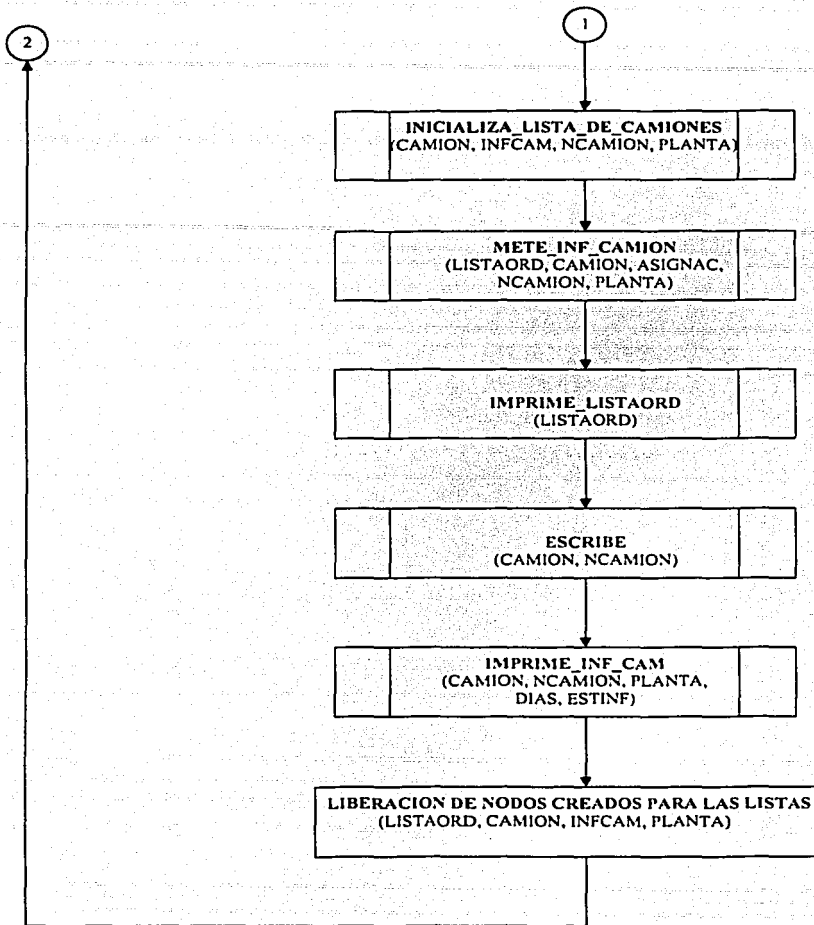 1
2
INICIALIZA_LISTA_DE_CAMIONES
(CAMION, INFCAM, NCAMION, PLANTA)
METE_INF_CAMION
(LISTAORD, CAMION, ASIGNAC,
NCAMION, PLANTA)
IMPRIME_LISTAORD
(LISTAORD)
ESCRIBE
(CAMION, NCAMION)
IMPRIME_INF_CAM
(CAMION, NCAMION, PLANTA,
DIAS, ESTINF)
LIBERACION DE NODOS CREADOS PARA LAS LISTAS
(LISTAORD, CAMION, INFCAM, PLANTA)